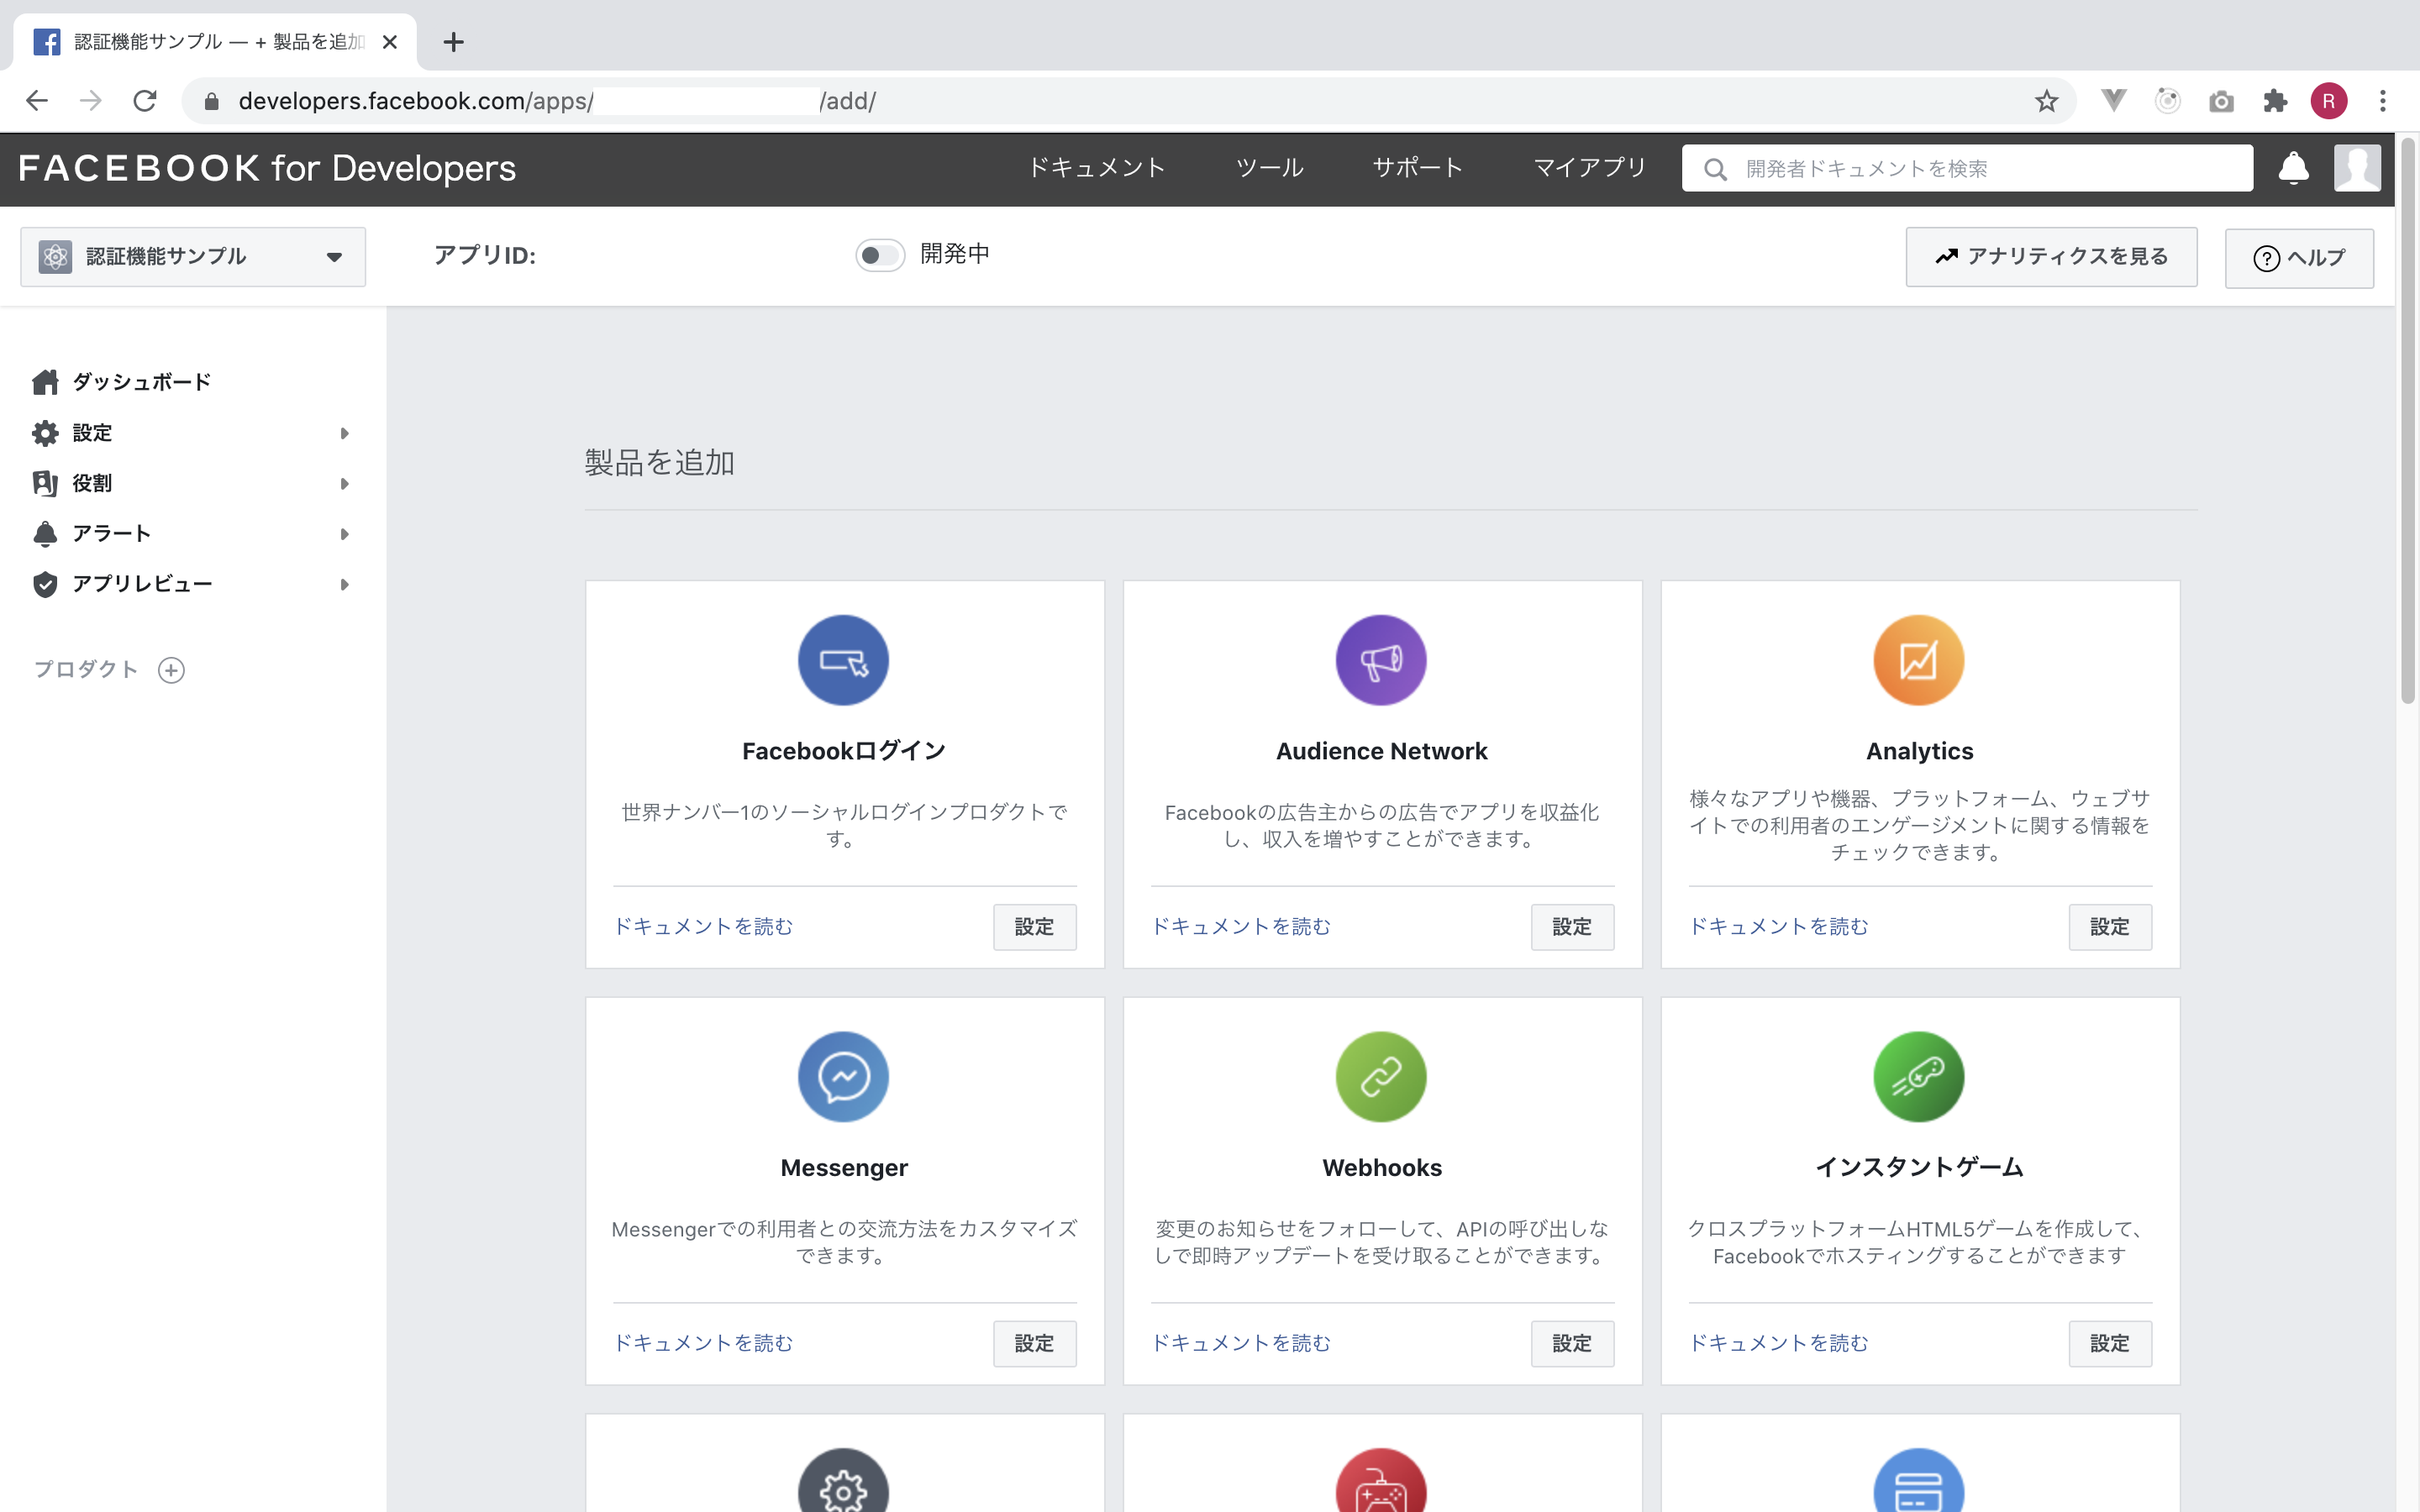 認証機能サンプル — + 製品を追加
developers.facebook.com/apps/ /add/
R
FACEBOOK for Developers
ドキュメント
ツール
サポート
マイアプリ
開発者ドキュメントを検索
認証機能サンプル
アプリID:
開発中
アナリティクスを見る
ヘルプ
ダッシュボード
設定
役割
アラート
アプリレビュー
プロダクト
製品を追加
Facebookログイン
世界ナンバー1のソーシャルログインプロダクトで
す。
ドキュメントを読む
設定
Audience Network
Facebookの広告主からの広告でアプリを収益化
し、収入を増やすことができます。
ドキュメントを読む
設定
Analytics
様々なアプリや機器、プラットフォーム、ウェブサ
イトでの利用者のエンゲージメントに関する情報を
チェックできます。
ドキュメントを読む
設定
Messenger
Messengerでの利用者との交流方法をカスタマイズ
できます。
ドキュメントを読む
設定
Webhooks
変更のお知らせをフォローして、APIの呼び出しな
しで即時アップデートを受け取ることができます。
ドキュメントを読む
設定
インスタントゲーム
クロスプラットフォームHTML5ゲームを作成して、
Facebookでホスティングすることができます
ドキュメントを読む
設定